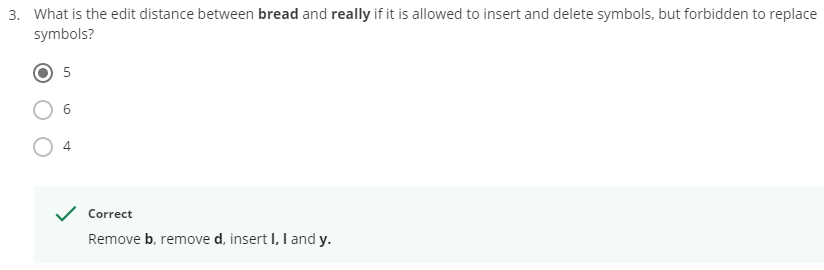 3. What is the edit distance between bread and really if it is allowed to insert and delete symbols, but forbidden to replace
symbols?
5
6
4
Correct
Remove b, remove d, insert l, l and y.